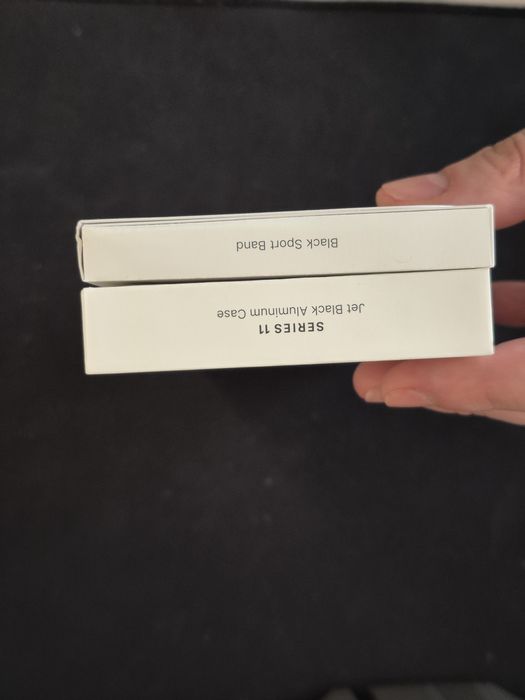 SERIES 11
Jet Black Aluminum Case
Black Sport Band